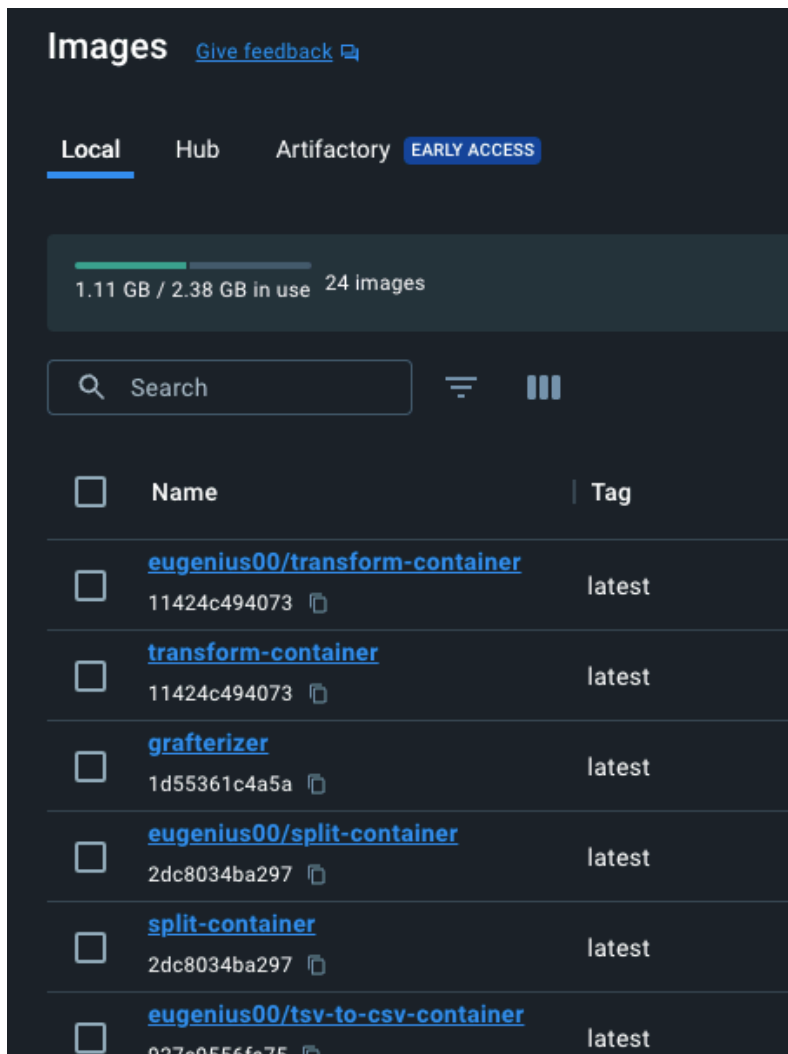 Images Give feedback
Local Hub Artifactory EARLY ACCESS
1.11 GB / 2.38 GB in use 24 images
Search
Name Tag
eugenius00/transform-container
11424c494073
latest
transform-container
11424c494073
latest
grafterizer
1d55361c4a5a
latest
eugenius00/split-container
2dc8034ba297
latest
split-container
2dc8034ba297
latest
eugenius00/tsv-to-csv-container
latest